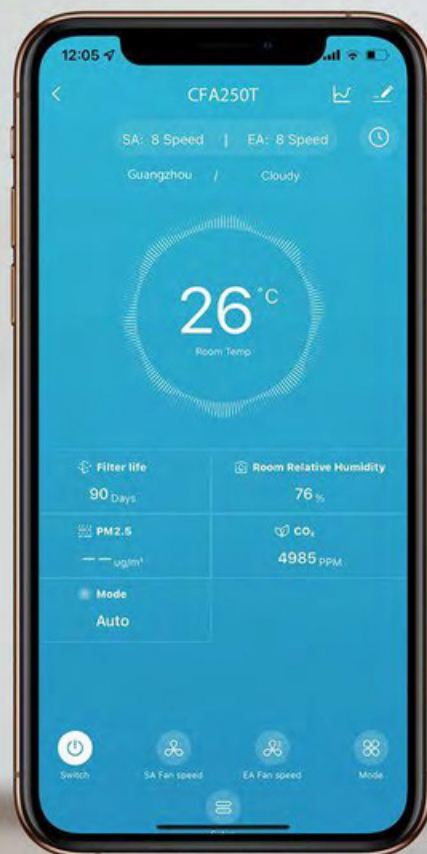 12:05
CFA250T
SA: 8 Speed | EA: 8 Speed
Guangzhou / Cloudy
26 °C
Room Temp
Filter life
90 Days
Room Relative Humidity
76 %
PM2.5
—— ug/m³
CO₂
4985 PPM
Mode
Auto
Switch
SA Fan speed
EA Fan speed
Mode